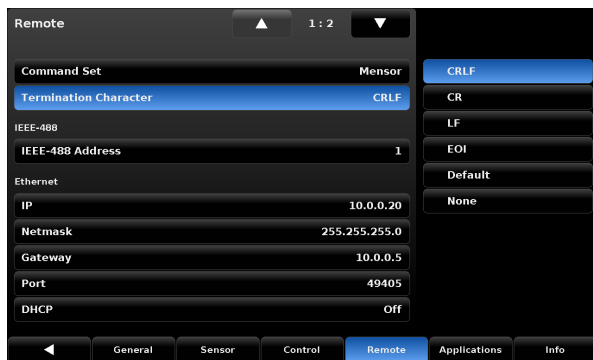 Remote 1 : 2
Command Set Mensor
Termination Character CRLF
IEEE-488
IEEE-488 Address 1
Ethernet
IP 10.0.0.20
Netmask 255.255.255.0
Gateway 10.0.0.5
Port 49405
DHCP Off
CRLF
CR
LF
EOI
Default
None
General Sensor Control Remote Applications Info